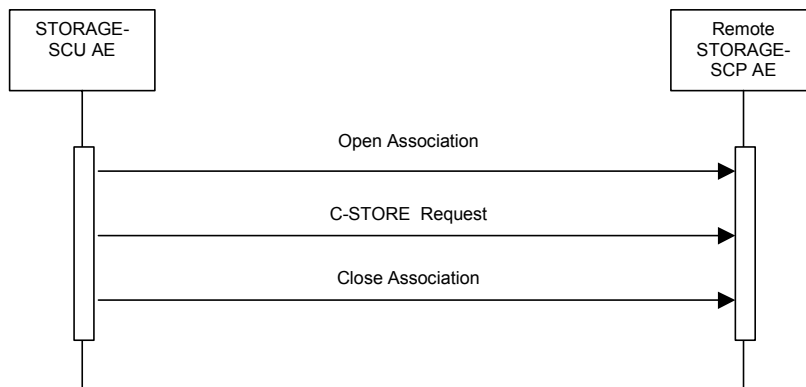 STORAGE-
SCU AE
Remote
STORAGE-
SCP AE
Open Association
C-STORE  Request
Close Association